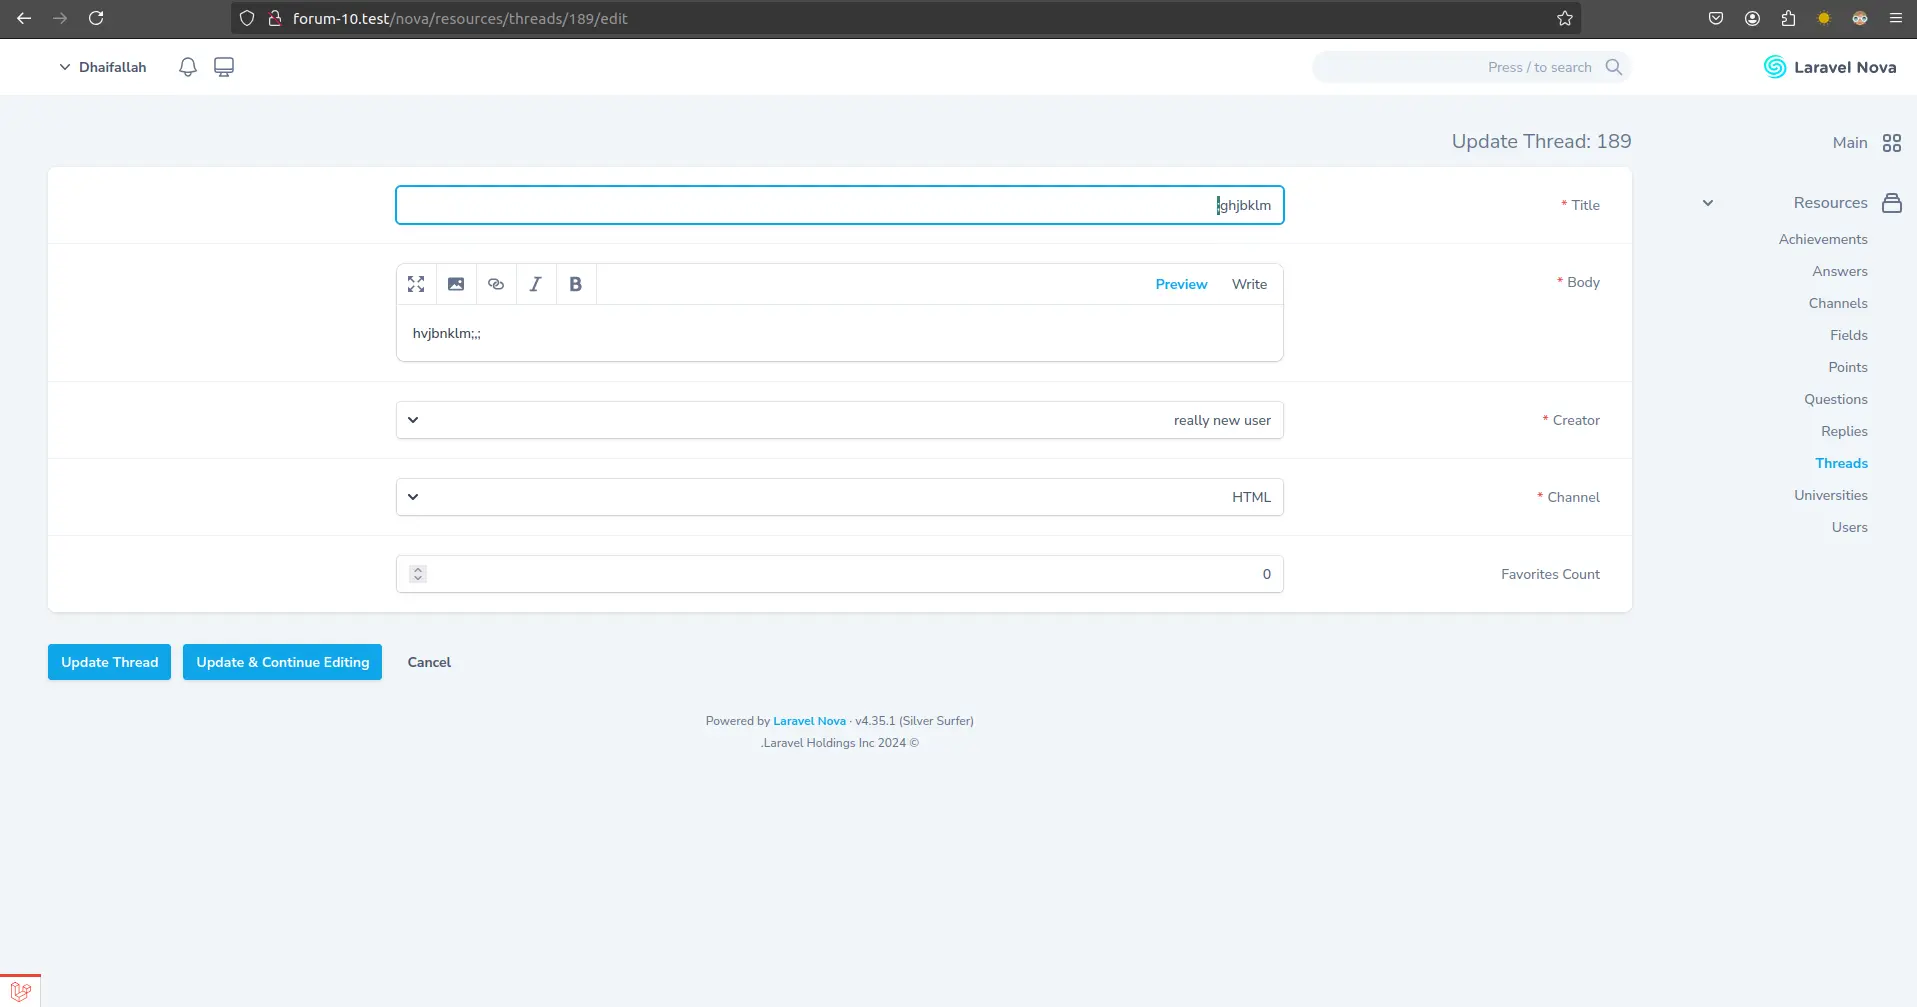 forum-10.test/nova/resources/threads/189/edit
Dhaifallah
Press / to search
Laravel Nova
Update Thread: 189
Main
Resources
Achievements
Answers
Channels
Fields
Points
Questions
Replies
Threads
Universities
Users
* Title
;ghjbklm
* Body
Preview
Write
B
hvjbnklm;,;
* Creator
really new user
* Channel
HTML
Favorites Count
0
Update Thread
Update & Continue Editing
Cancel
Powered by Laravel Nova · v4.35.1 (Silver Surfer)
.Laravel Holdings Inc 2024 ©